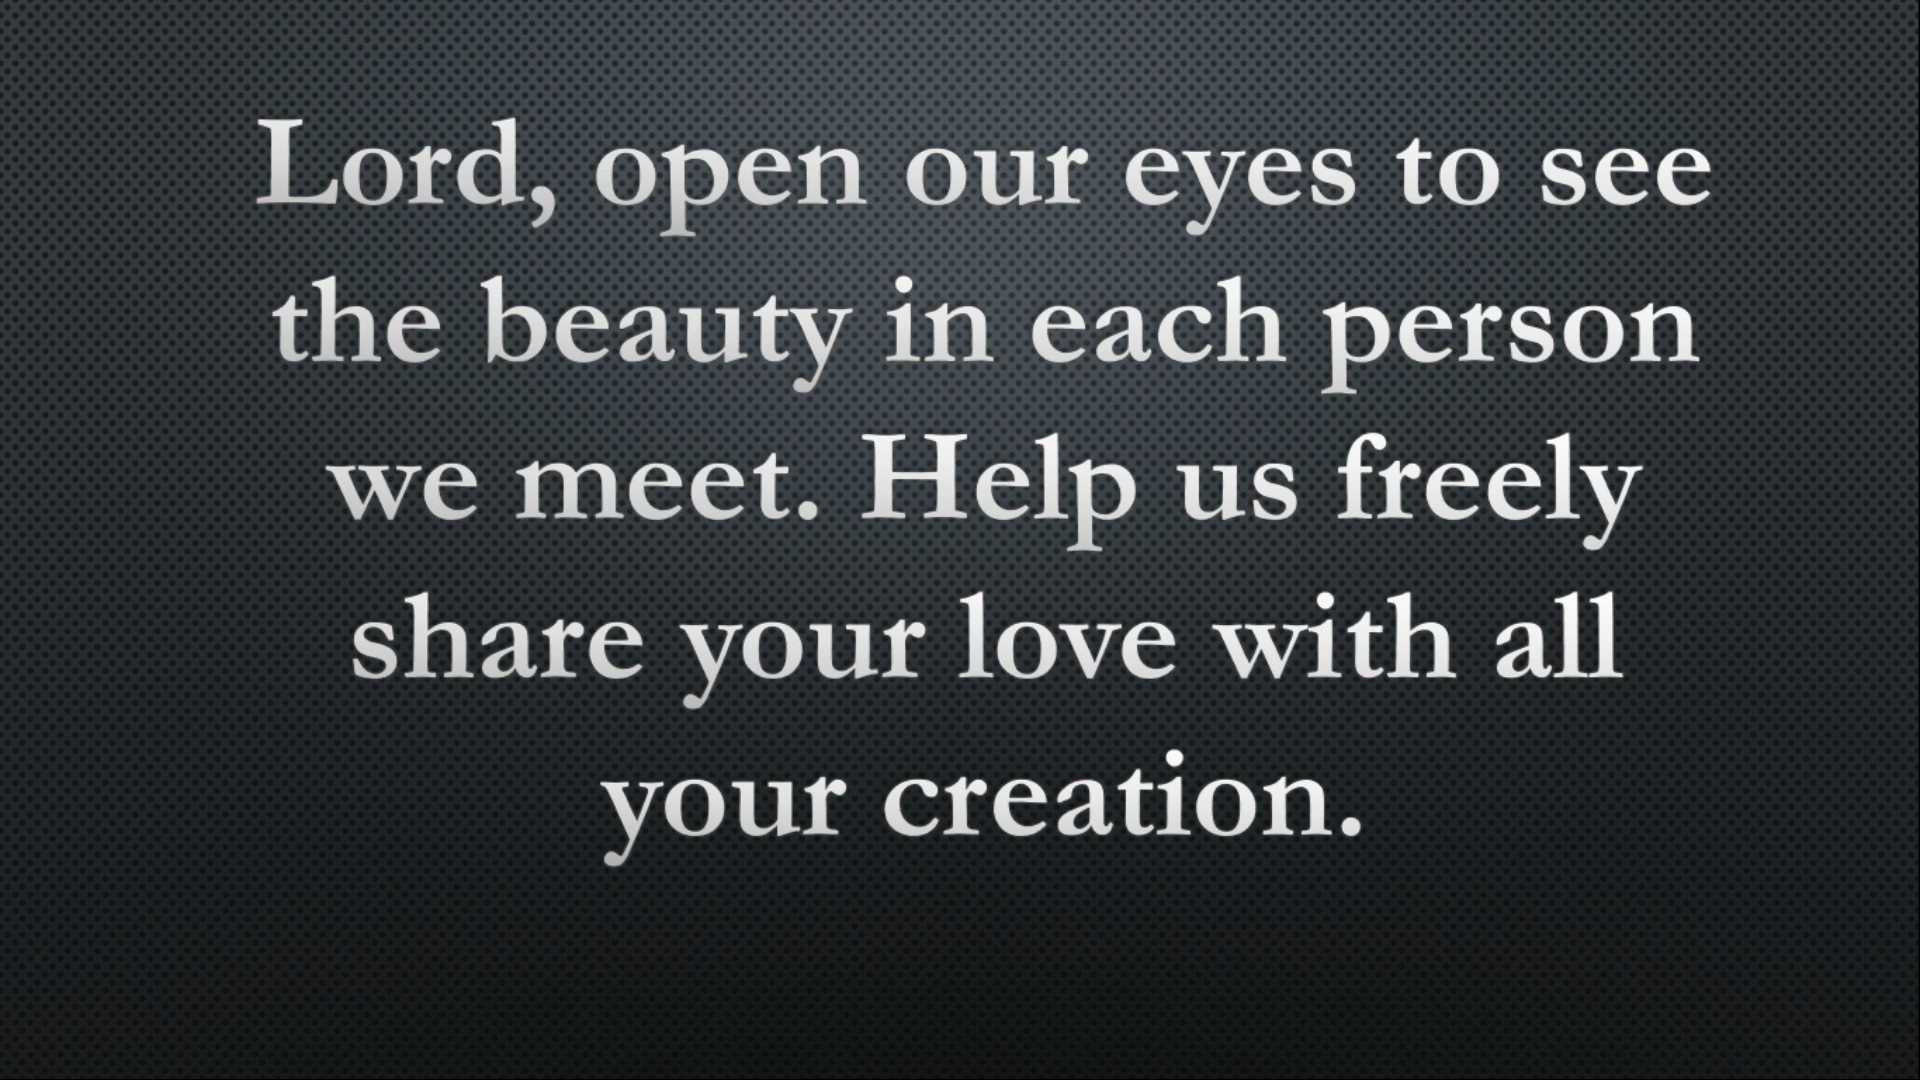 Lord, open our eyes to see
the beauty in each person
we meet. Help us freely
share your love with all
your creation.